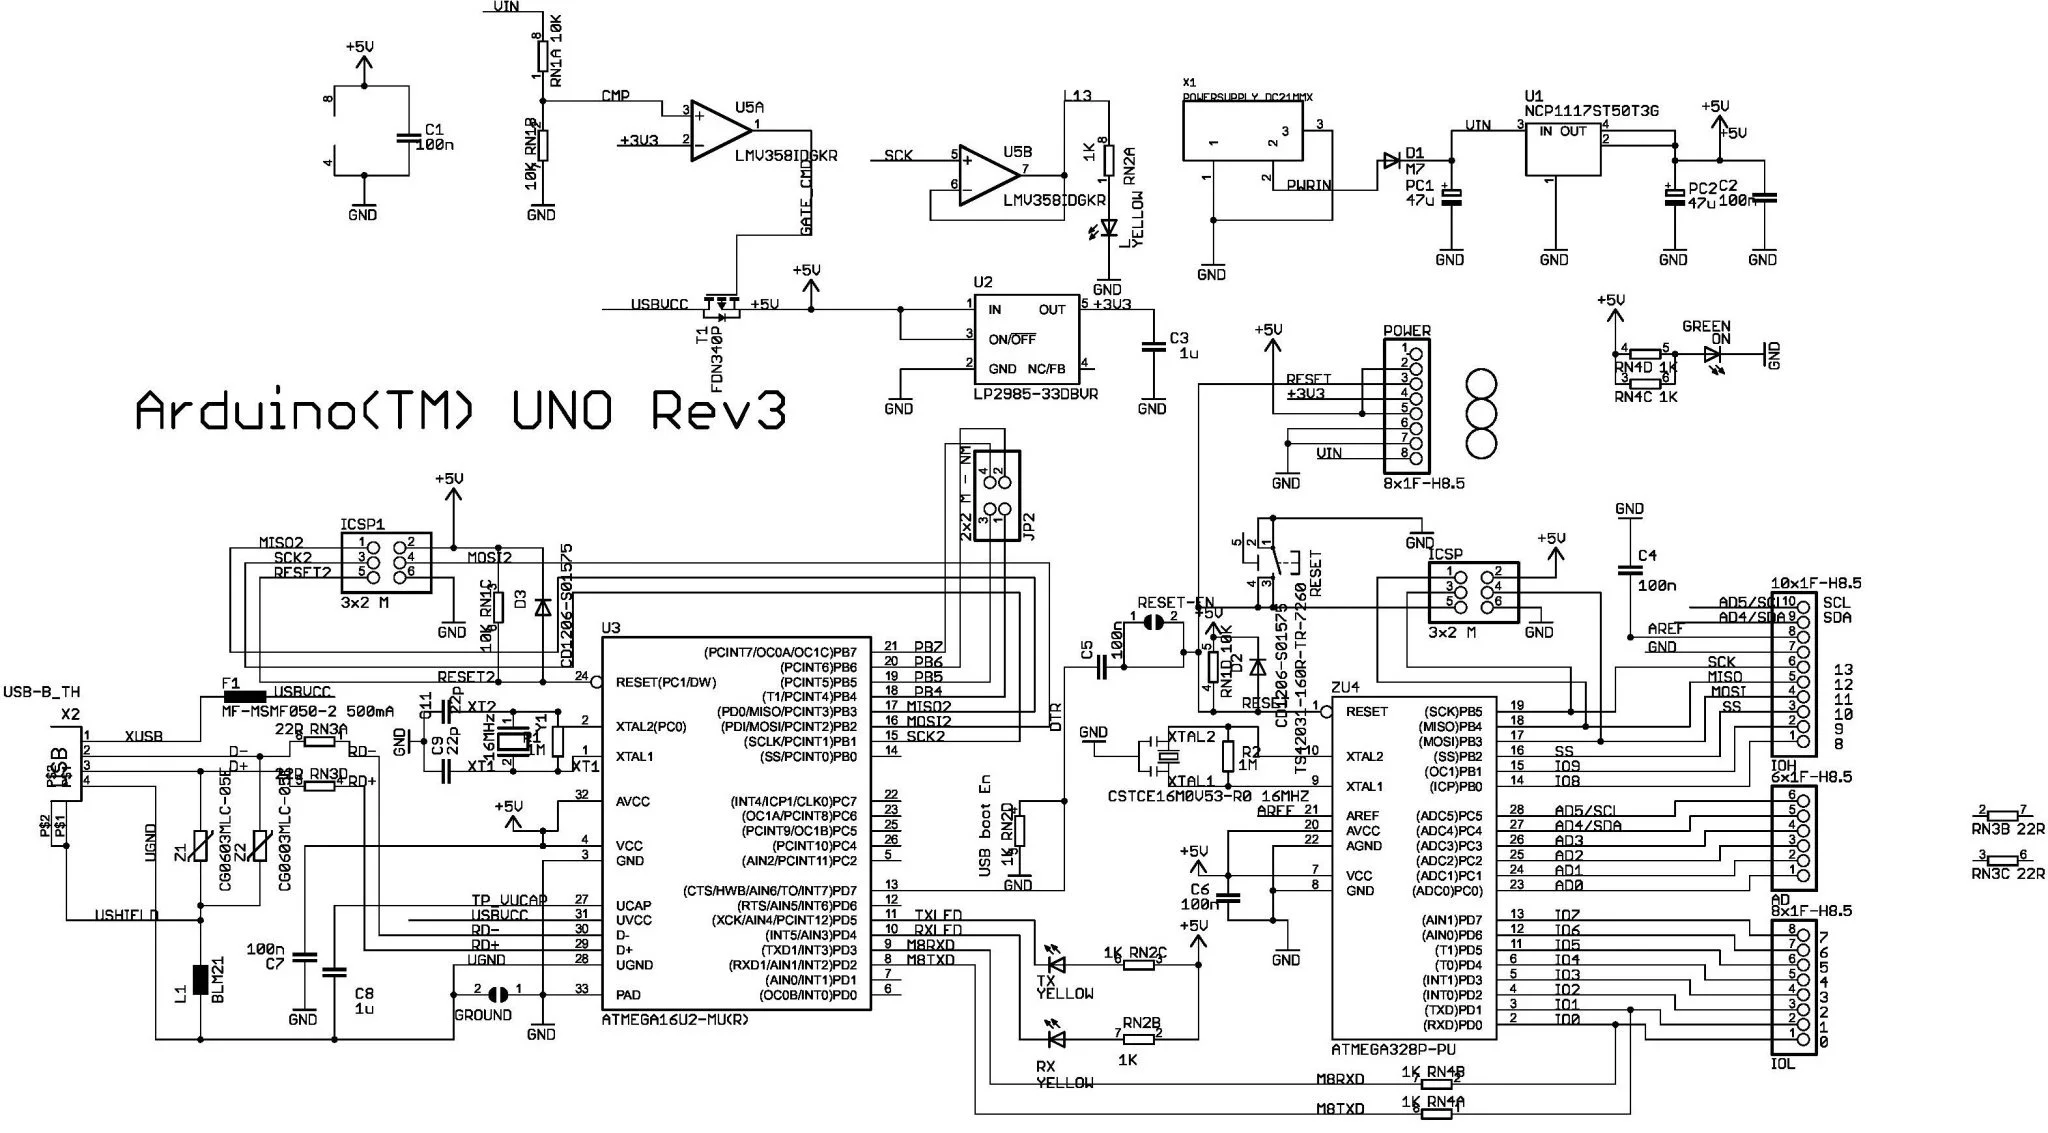 VIN
+5V
8
4
C1
100n
GND
8
RN1A 10K
1
CMP
10K RN1B
2
7
GND
+3V3
3
2
+
-
1
U5A
LMV358IDGKR
GATE_CMD
SCK
5
6
+
-
7
U5B
LMV358IDGKR
L13
1K
8
1
RN2A
L
YELLOW
GND
X1
POWERSUPPLY_DC21MMX
1
2
3
3
1
2
PWRIN
GND
D1
M7
VIN
PC1
47u
GND
U1
NCP1117ST50T3G
3
IN OUT
4
2
1
GND
+5V
+5V
PC2
47u
GND
C2
100n
GND
USBVCC
T1
FDN340P
+5V
+5V
U2
1 IN OUT 5
3 ON/OFF
2 GND NC/FB 4
LP2985-33DBVR
GND
+3V3
C3
1u
GND
+5V
POWER
RESET
+3V3
VIN
1
2
3
4
5
6
7
8
8x1F-H8.5
GND
+5V
4 5
RN4D 1K
3 6
RN4C 1K
GREEN
ON
GND
Arduino(TM) UNO Rev3
+5V
ICSP1
MISO2
SCK2
RESET2
1 2
3 4
5 6
MOSI2
3x2 M
GND
10K RN1C
D3
CD1206-S01575
RESET2
2x2 M - NM
4 2
3 1
JP2
USB-B_TH
X2
USB
1
2
3
4
P$2
P$1
XUSB
F1
MF-MSMF050-2 500mA
USBVCC
D-
D+
22R RN3A
8 1
22R RN3D
4
RD-
RD+
UGND
USHIELD
Z1
CG0603MLC-05E
Z2
CG0603MLC-05E
L1
BLM21
100n
C7
GND
C8
1u
GROUND
2 1
GND
C11
22p
C9
22p
GND
XT2
XT1
16MHz
1
2
Y1
R1
1M
XT1
+5V
TP_VUCAP
USBVCC
RD-
RD+
UGND
U3
24 RESET(PC1/DW)
2 XTAL2(PC0)
1 XTAL1
32 AVCC
4 VCC
3 GND
27 UCAP
31 UVCC
30 D-
29 D+
28 UGND
33 PAD
(PCINT7/OC0A/OC1C)PB7 21 PB7
(PCINT6)PB6 20 PB6
(PCINT5)PB5 19 PB5
(T1/PCINT4)PB4 18 PB4
(PD0/MISO/PCINT3)PB3 17 MISO2
(PDI/MOSI/PCINT2)PB2 16 MOSI2
(SCLK/PCINT1)PB1 15 SCK2
(SS/PCINT0)PB0 14
(INT4/ICP1/CLK0)PC7 22
(OC1A/PCINT8)PC6 23
(PCINT9/OC1B)PC5 25
(PCINT10)PC4 26
(AIN2/PCINT11)PC2 5
(CTS/HWB/AIN6/TO/INT7)PD7 13
(RTS/AIN5/INT6)PD6 12
(XCK/AIN4/PCINT12)PD5 11 TXLED
(INT5/AIN3)PD4 10 RXLED
(TXD1/INT3)PD3 9 M8RXD
(RXD1/AIN1/INT2)PD2 8 M8TXD
(AIN0/INT1)PD1 7
(OC0B/INT0)PD0 6
ATMEGA16U2-MU(R)
DTR
USB boot En
1K RN2D
GND
TX
YELLOW
1K RN2C
6 3
RX
YELLOW
RN2B
7 2
1K
+5V
C5
100n
RESET-EN
1 2
+5V
RN1D 10K
5
4
D2
CD1206-S01575
RESET
5 2 1
4 3
RESET
TS42031-160R-TR-7260
GND
ICSP
1 2
3 4
5 6
3x2 M
+5V
GND
GND
C4
100n
GND
XTAL2
XTAL1
R2
1M
CSTCE16M0V53-R0 16MHZ
AREF
+5V
C6
100n
GND
ZU4
1 RESET
10 XTAL2
9 XTAL1
21 AREF
20 AVCC
22 AGND
7 VCC
8 GND
(SCK)PB5 19
(MISO)PB4 18
(MOSI)PB3 17
(SS)PB2 16 SS
(OC1)PB1 15 IO9
(ICP)PB0 14 IO8
(ADC5)PC5 28 AD5/SCL
(ADC4)PC4 27 AD4/SDA
(ADC3)PC3 26 AD3
(ADC2)PC2 25 AD2
(ADC1)PC1 24 AD1
(ADC0)PC0) 23 AD0
(AIN1)PD7 13 IO7
(AIN0)PD6 12 IO6
(T1)PD5 11 IO5
(T0)PD4 6 IO4
(INT1)PD3 5 IO3
(INT0)PD2 4 IO2
(TXD)PD1 3 IO1
(RXD)PD0 2 IO0
ATMEGA328P-PU
10x1F-H8.5
AD5/SCL 10 SCL
AD4/SDA 9 SDA
AREF 8
GND 7
SCK 6 13
MISO 5 12
MOSI 4 11
SS 3 10
2 9
1 8
IOH
6x1F-H8.5
6
5
4
3
2
1
AD
8x1F-H8.5
8 7
7 6
6 5
5 4
4 3
3 2
2 1
1 0
IOL
M8RXD
1K RN4B
7 2
M8TXD
1K RN4A
8 1
2 7
RN3B 22R
3 6
RN3C 22R